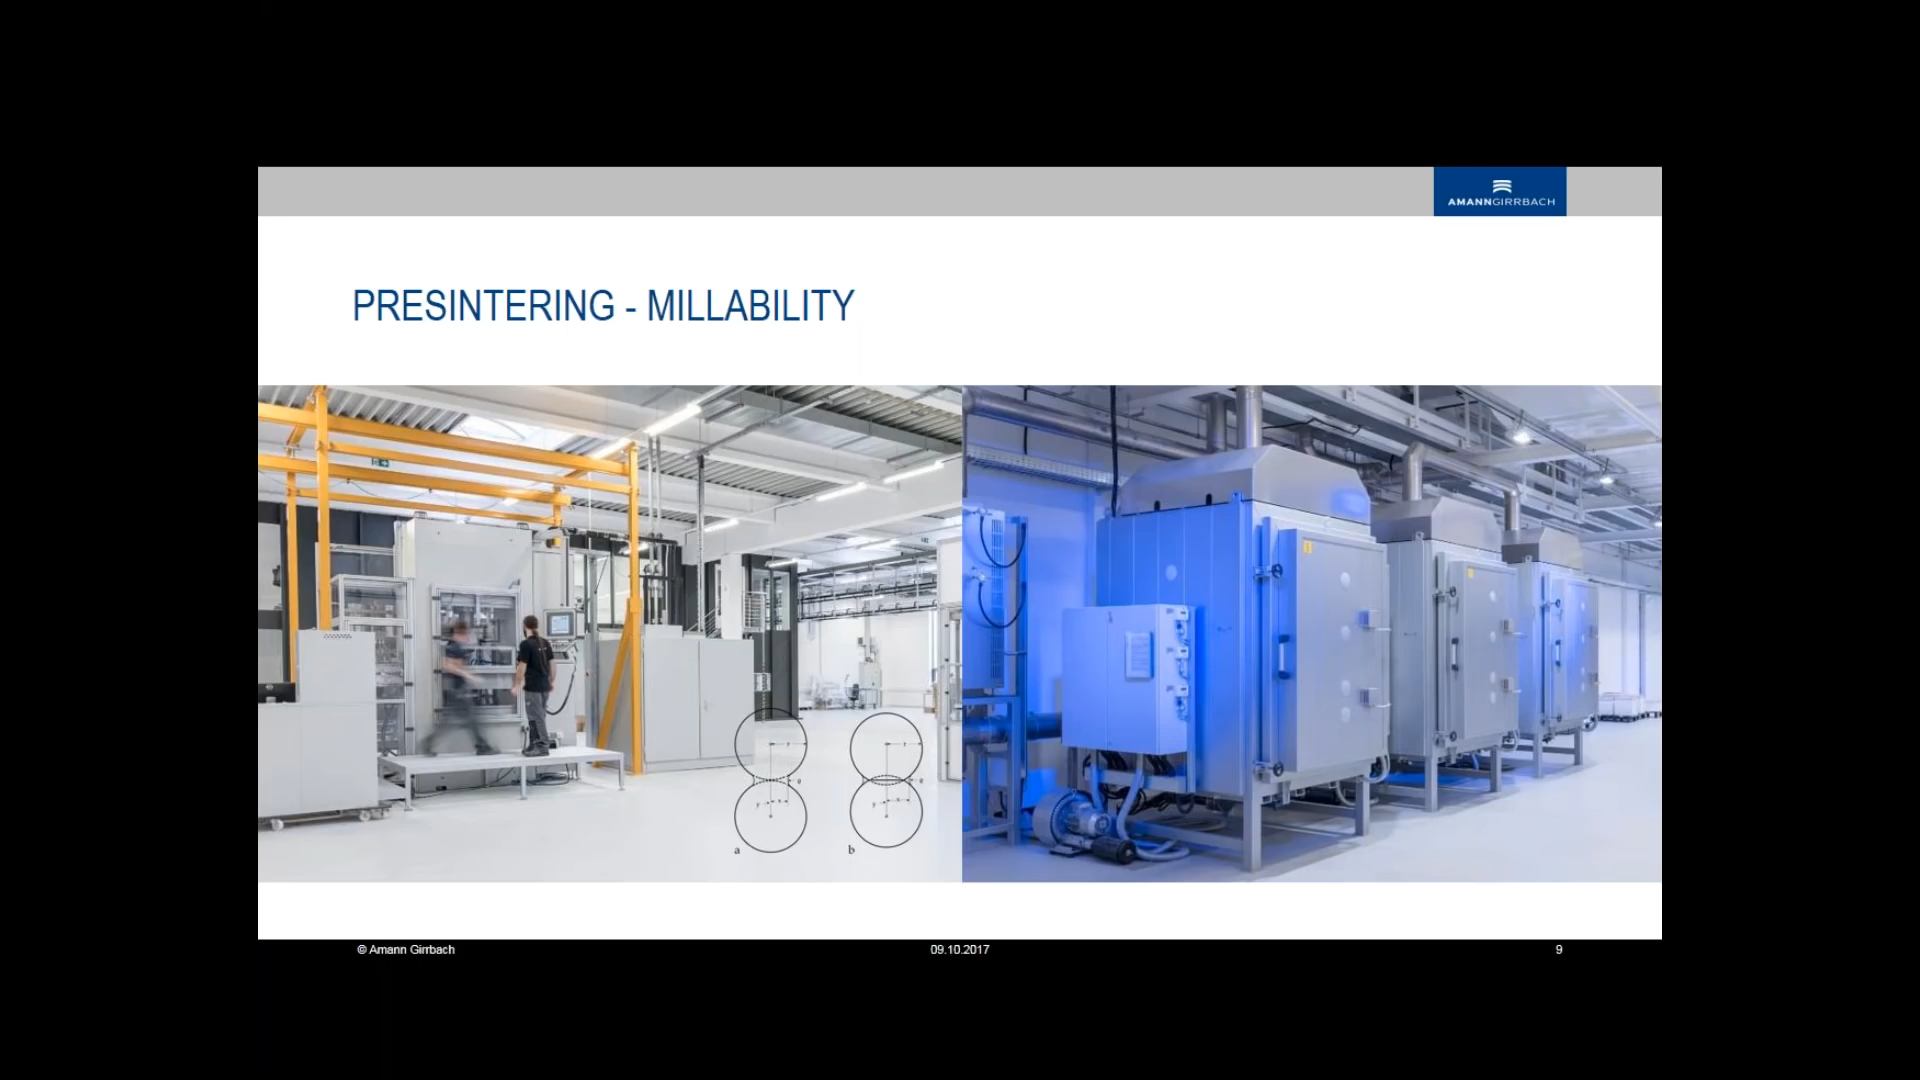 AMANNGIRRBACH
PRESINTERING - MILLABILITY
a
b
© Amann Girrbach
09.10.2017
9